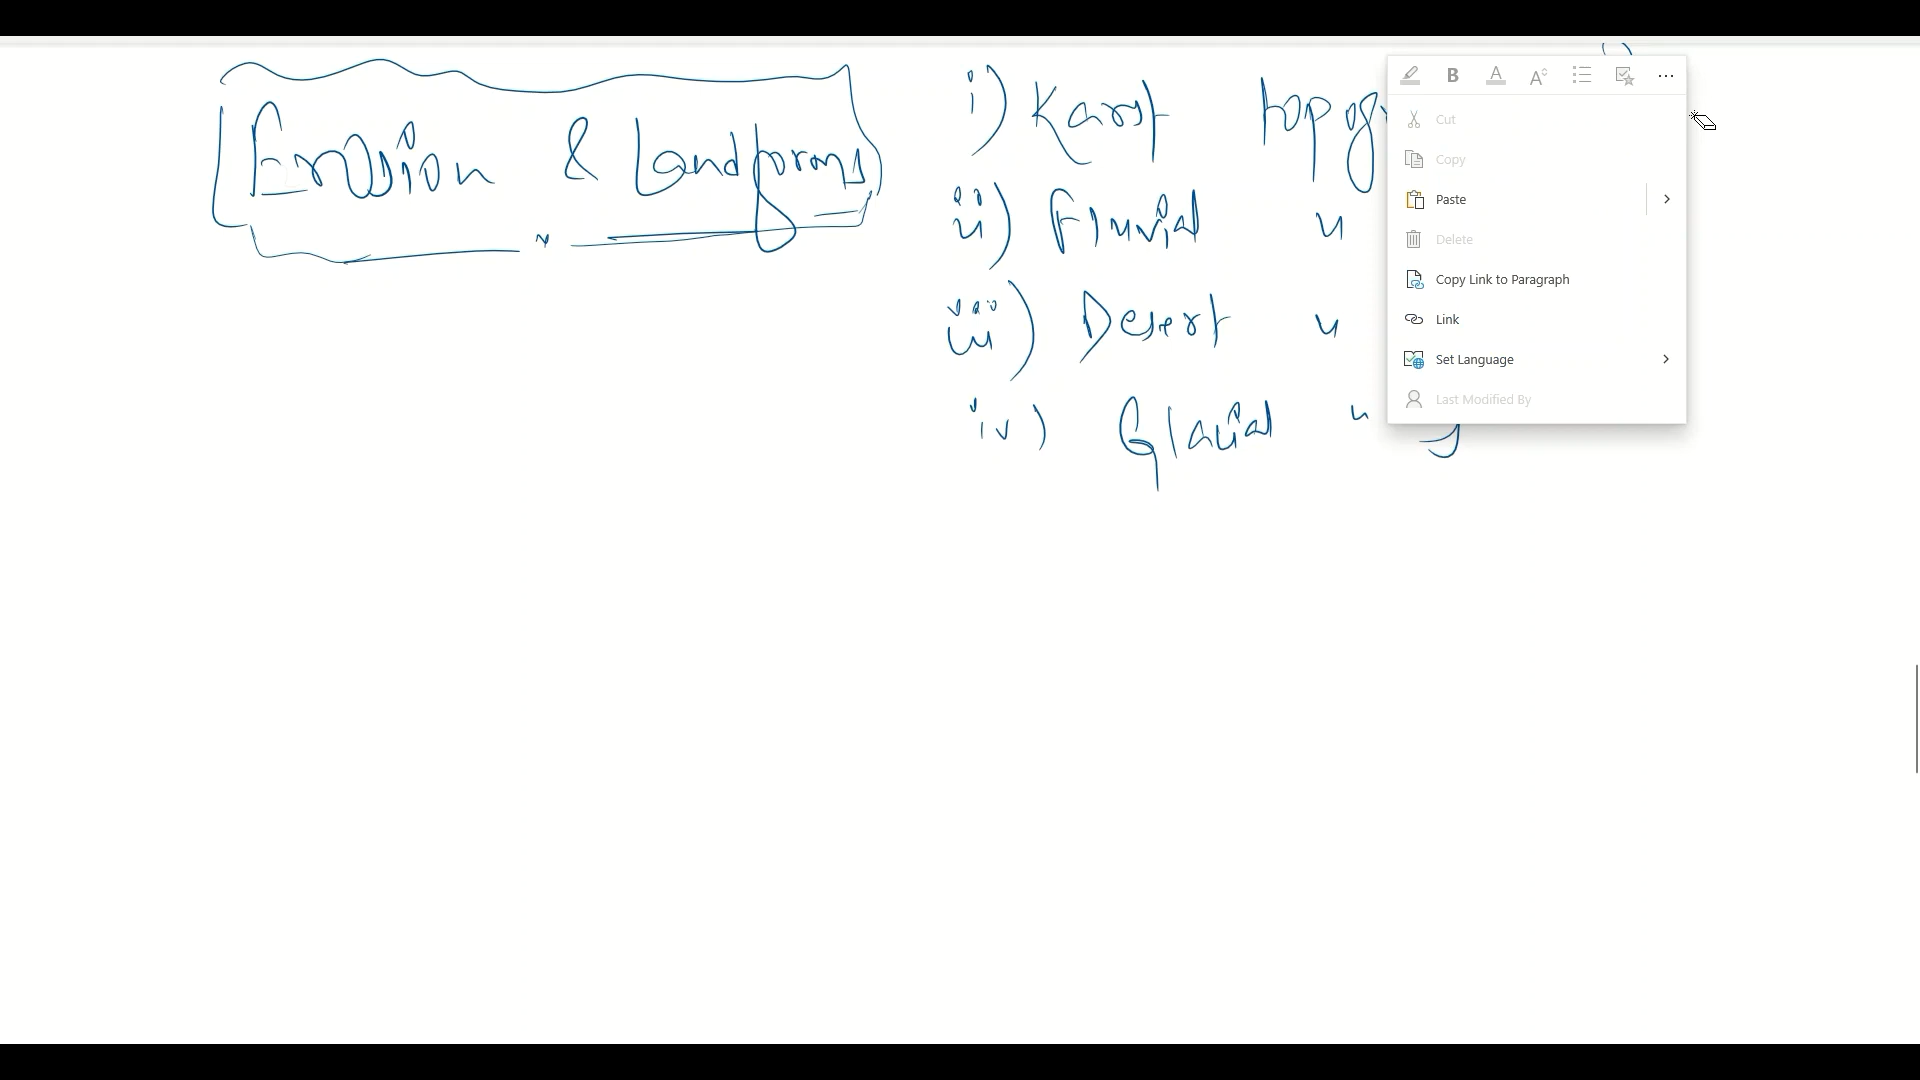 Erosion & Landforms
i) Karst topog
ii) Fluvial "
iii) Desert "
iv) Glacial "
B
Cut
Copy
Paste
Delete
Copy Link to Paragraph
Link
Set Language
Last Modified By